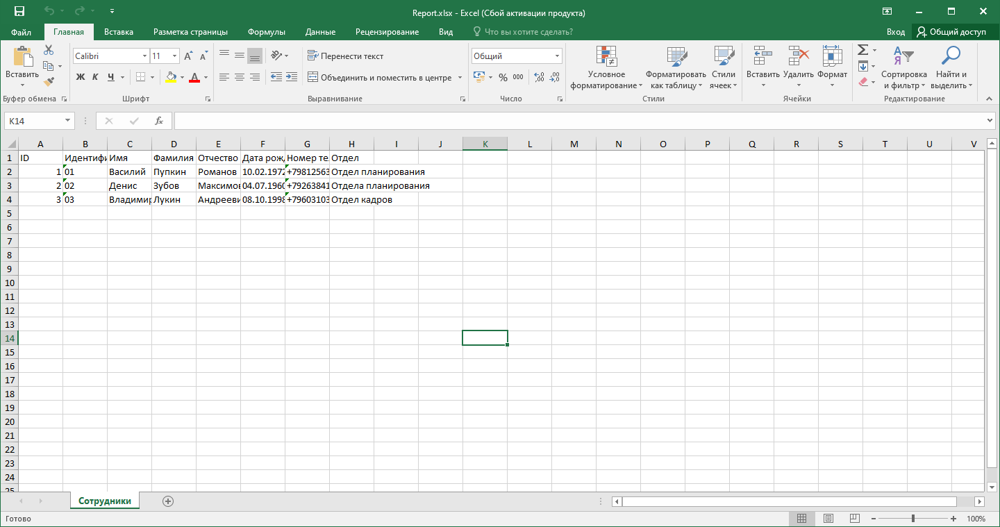 Report.xlsx - Excel (Сбой активации продукта)
Файл Главная Вставка Разметка страницы Формулы Данные Рецензирование Вид Что вы хотите сделать? Вход Общий доступ
Вставить
Буфер обмена
Calibri 11
Ж К Ч А
Шрифт
Перенести текст
Объединить и поместить в центре
Выравнивание
Общий
% 000
Число
Условное форматирование
Форматировать как таблицу
Стили ячеек
Стили
Вставить Удалить Формат
Ячейки
Сортировка и фильтр
Найти и выделить
Редактирование
K14 fx
A B C D E F G H I J K L M N O P Q R S T U V
1 ID Идентифи Имя Фамилия Отчество Дата рожд Номер те Отдел
2 1 01 Василий Пупкин Романов 10.02.1972 +79812563 Отдел планирования
3 2 02 Денис Зубов Максимов 04.07.1960 +79263841 Отдела планирования
4 3 03 Владимир Лукин Андрееви 08.10.1998 +79603103 Отдел кадров
5
6
7
8
9
10
11
12
13
14
15
16
17
18
19
20
21
22
23
24
25
Сотрудники
Готово 100%